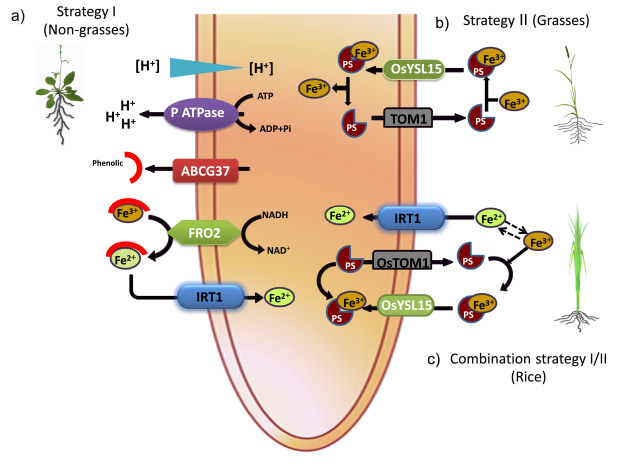 a)
Strategy I
(Non-grasses)
[H⁺]
[H⁺]
H⁺
H⁺
H⁺
P ATPase
ATP
ADP+Pi
Phenolic
ABCG37
Fe³⁺
FRO2
NADH
NAD⁺
Fe²⁺
IRT1
Fe²⁺
b)
Strategy II (Grasses)
Fe³⁺
PS
OsYSL15
Fe³⁺
PS
Fe³⁺
Fe³⁺
PS
TOM1
PS
Fe²⁺
IRT1
Fe²⁺
Fe³⁺
PS
OsTOM1
PS
Fe³⁺
PS
OsYSL15
Fe³⁺
PS
c)
Combination strategy I/II
(Rice)